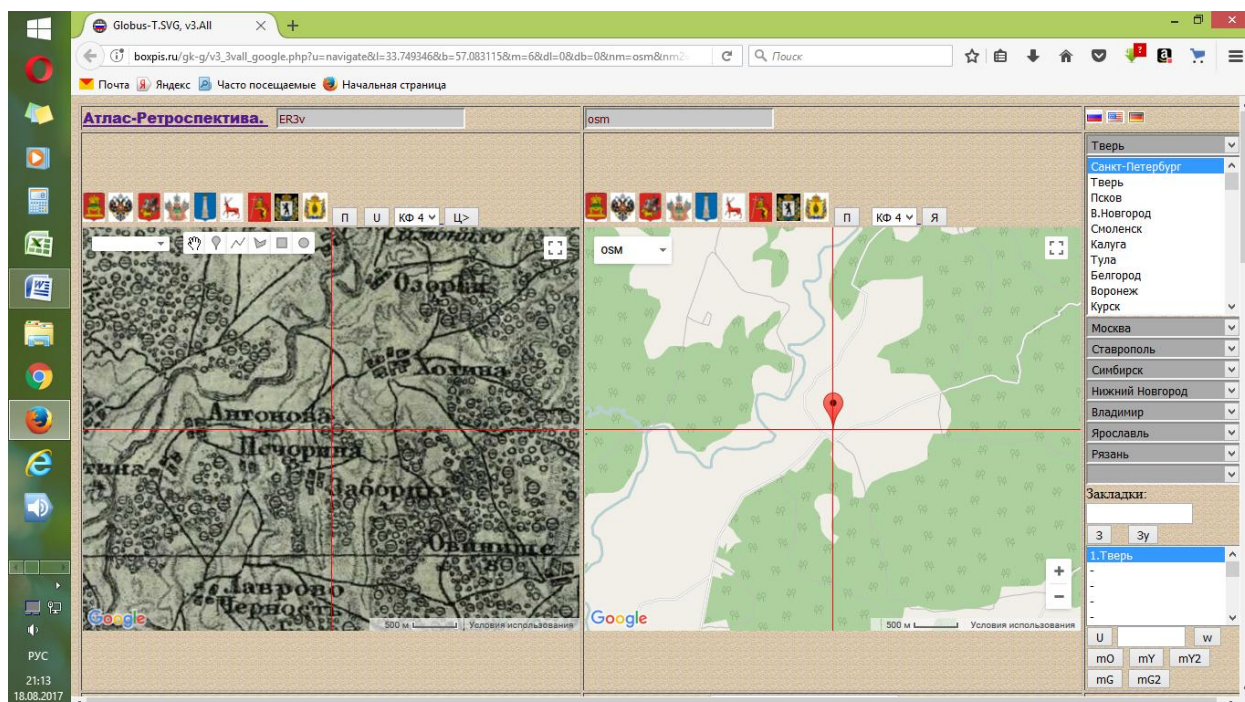 Globus-T.SVG, v3.All
boxpis.ru/gk-g/v3_3vall_google.php?u=navigate&l=33.749346&b=57.083115&m=6&dl=0&db=0&nm=osm&nm2
Поиск
Почта Яндекс Часто посещаемые Начальная страница
Атлас-Ретроспектива. ER3v
osm
П U КФ 4 Ц>
П КФ 4 Я
OSM
Озорки
Хотина
Антонова
Печорина
Заборцы
Овинище
Лаврово
Черность
Google
500 м Условия использования
Google
500 м Условия использования
+
−
Тверь
Санкт-Петербург
Тверь
Псков
В.Новгород
Смоленск
Калуга
Тула
Белгород
Воронеж
Курск
Москва
Ставрополь
Симбирск
Нижний Новгород
Владимир
Ярославль
Рязань
Закладки:
З Зу
1.Тверь
-
-
-
-
U w
mO mY mY2
mG mG2
РУС
21:13
18.08.2017